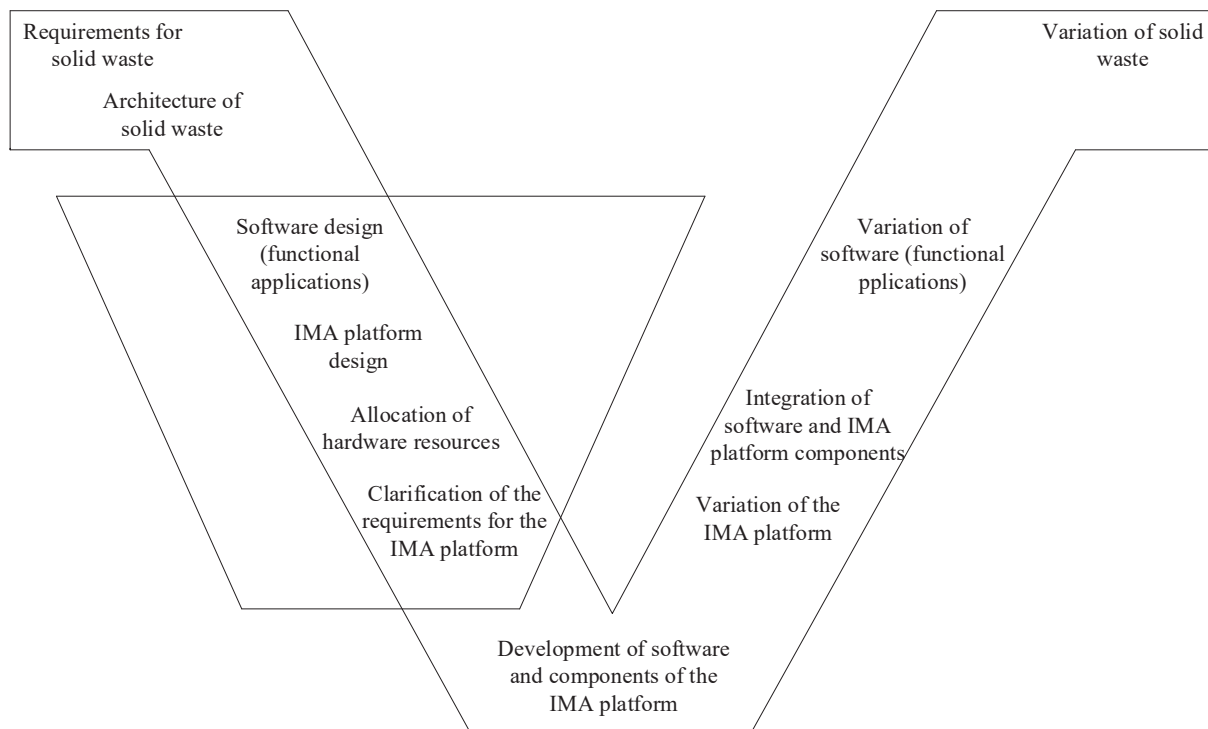 Requirements for
solid waste
Architecture of
solid waste
Software design
(functional
applications)
IMA platform
design
Allocation of
hardware resources
Clarification of the
requirements for the
IMA platform
Development of software
and components of the
IMA platform
Variation of the
IMA platform
Integration of
software and IMA
platform components
Variation of
software (functional
pplications)
Variation of solid
waste